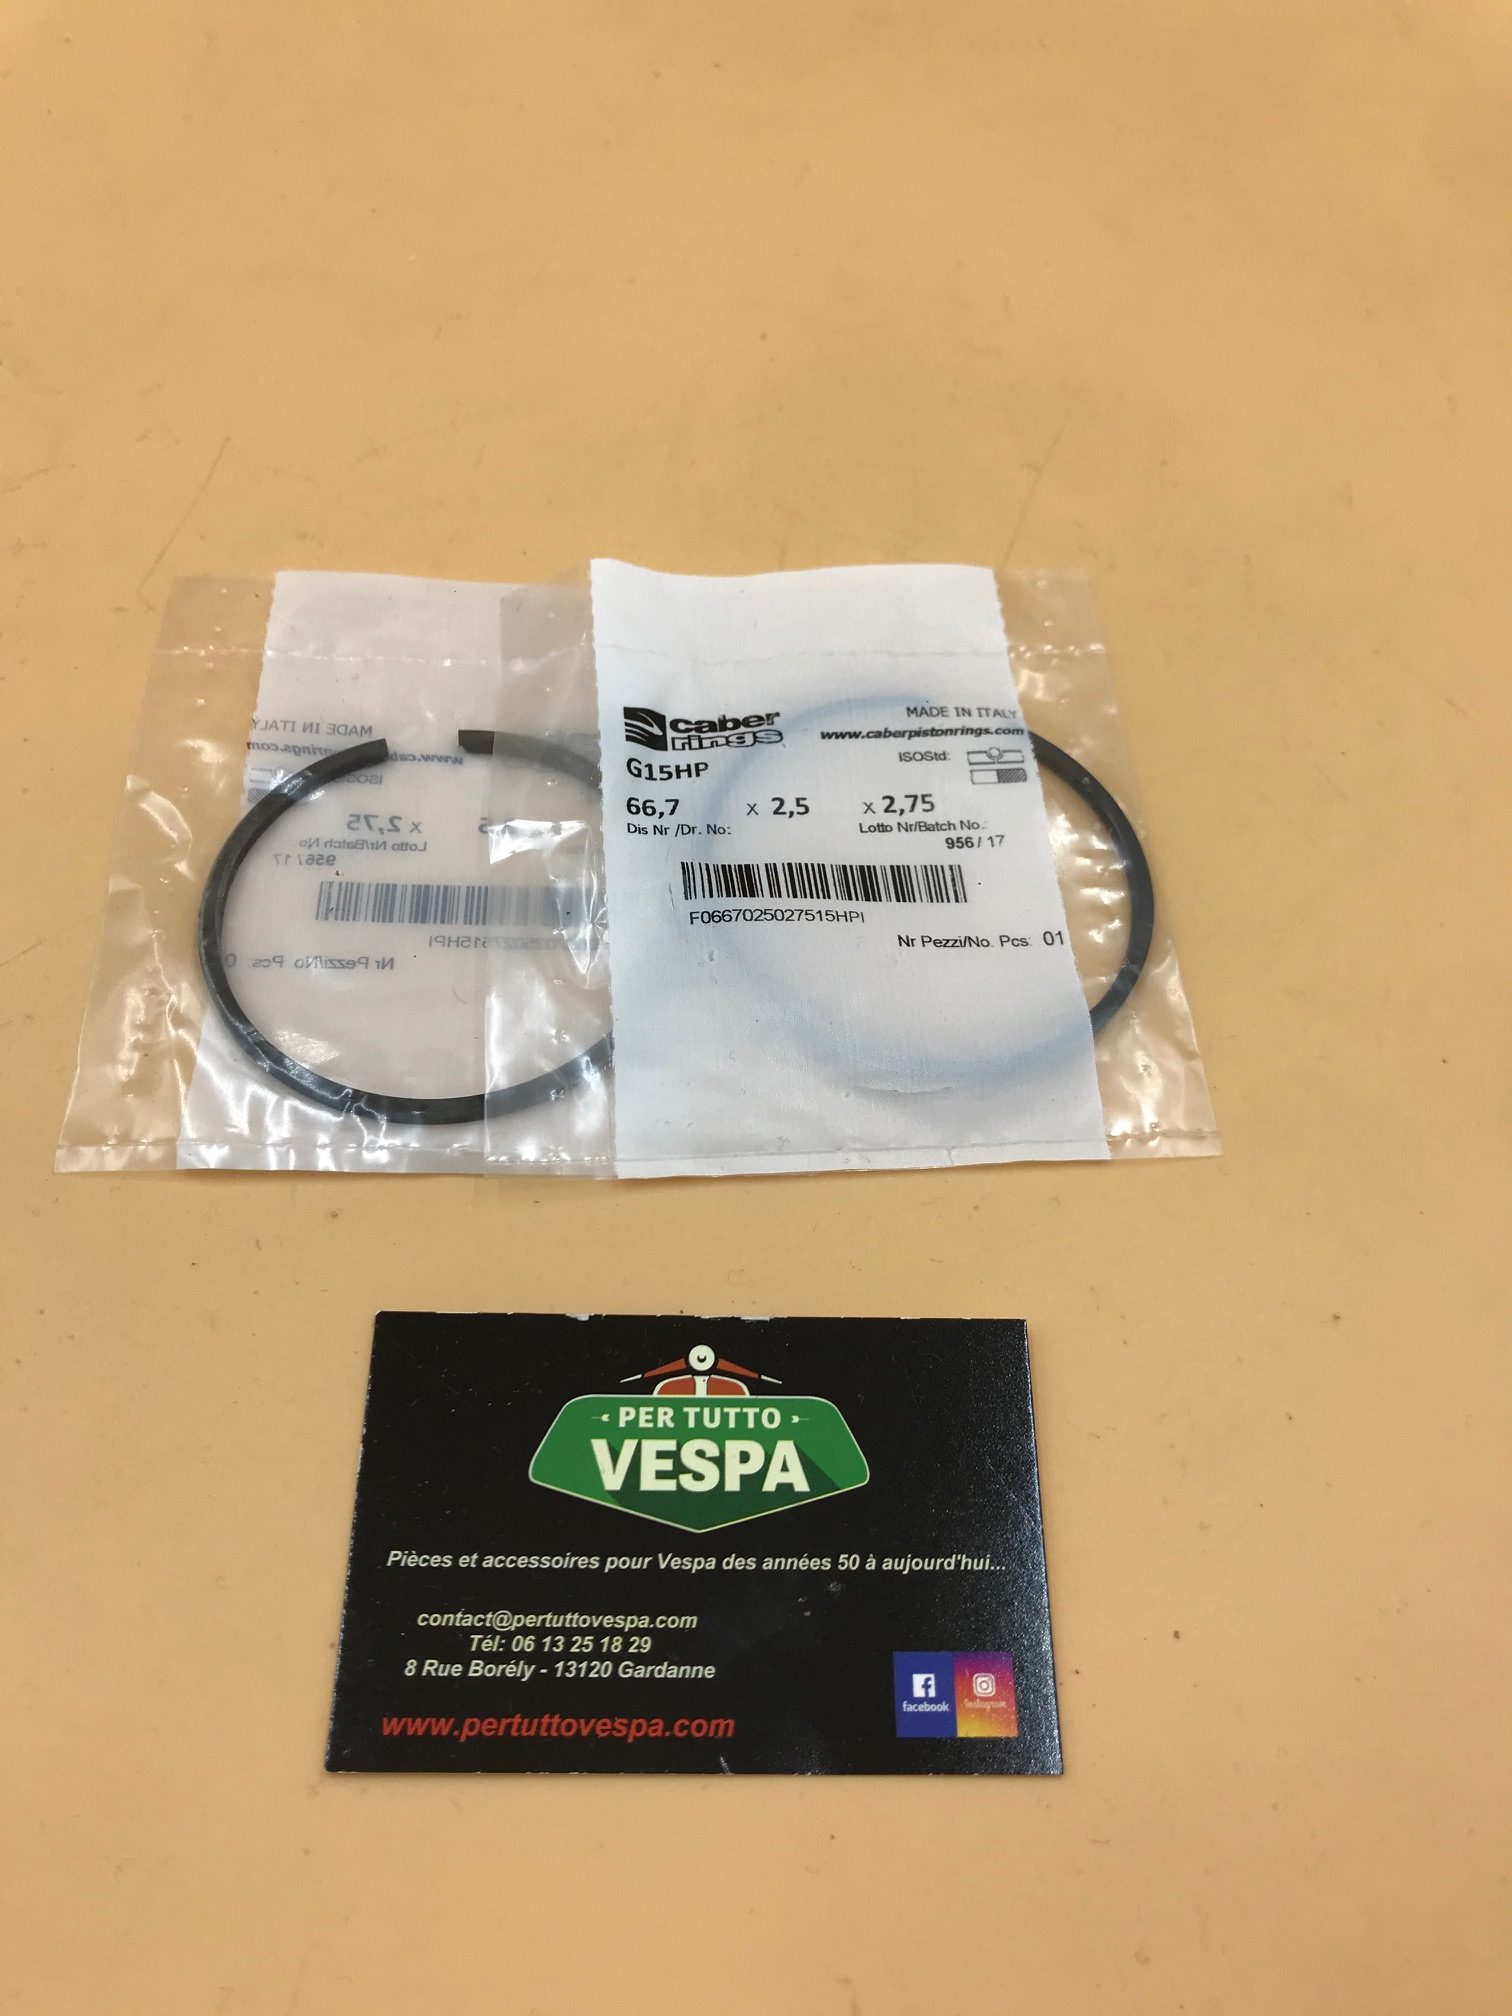 caber
rings
MADE IN ITALY
www.caberpistonrings.com
G15HP
ISOStd:
66,7 x 2,5 x 2,75
Dis Nr /Dr. No: Lotto Nr/Batch No.:
956 / 17
F0667025027515HPI
Nr Pezzi/No. Pcs: 01
MADE IN ITALY
x 2,75
Lotto Nr/Batch No.
956 / 17
Nr Pezzi/No. Pcs:
PER TUTTO
VESPA
Pièces et accessoires pour Vespa des années 50 à aujourd'hui...
contact@pertuttovespa.com
Tél: 06 13 25 18 29
8 Rue Borély - 13120 Gardanne
www.pertuttovespa.com
facebook
Instagram